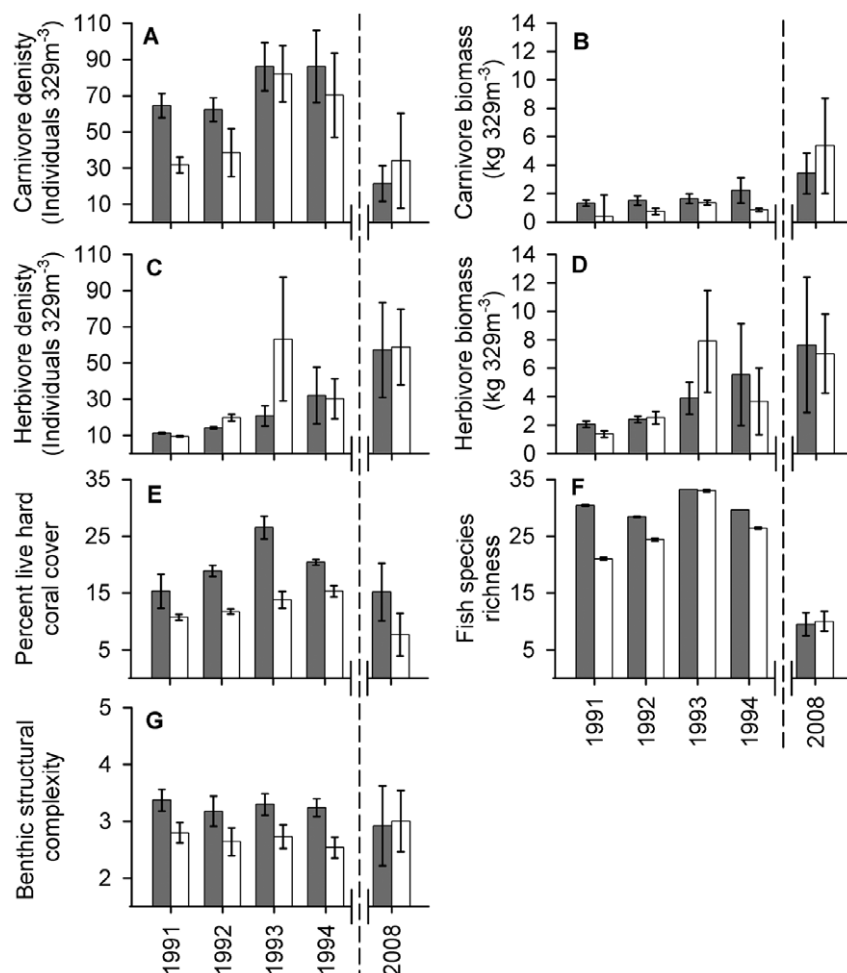 A
Carnivore denisty
(Individuals 329m⁻³)
110
90
70
50
30
10
B
Carnivore biomass
(kg 329m⁻³)
14
12
10
8
6
4
2
0
C
Herbivore denisty
(Individuals 329m⁻³)
110
90
70
50
30
10
D
Herbivore biomass
(kg 329m⁻³)
14
12
10
8
6
4
2
0
E
Percent live hard
coral cover
35
25
15
5
F
Fish species
richness
35
25
15
5
1991
1992
1993
1994
2008
G
Benthic structural
complexity
5
4
3
2
1991
1992
1993
1994
2008